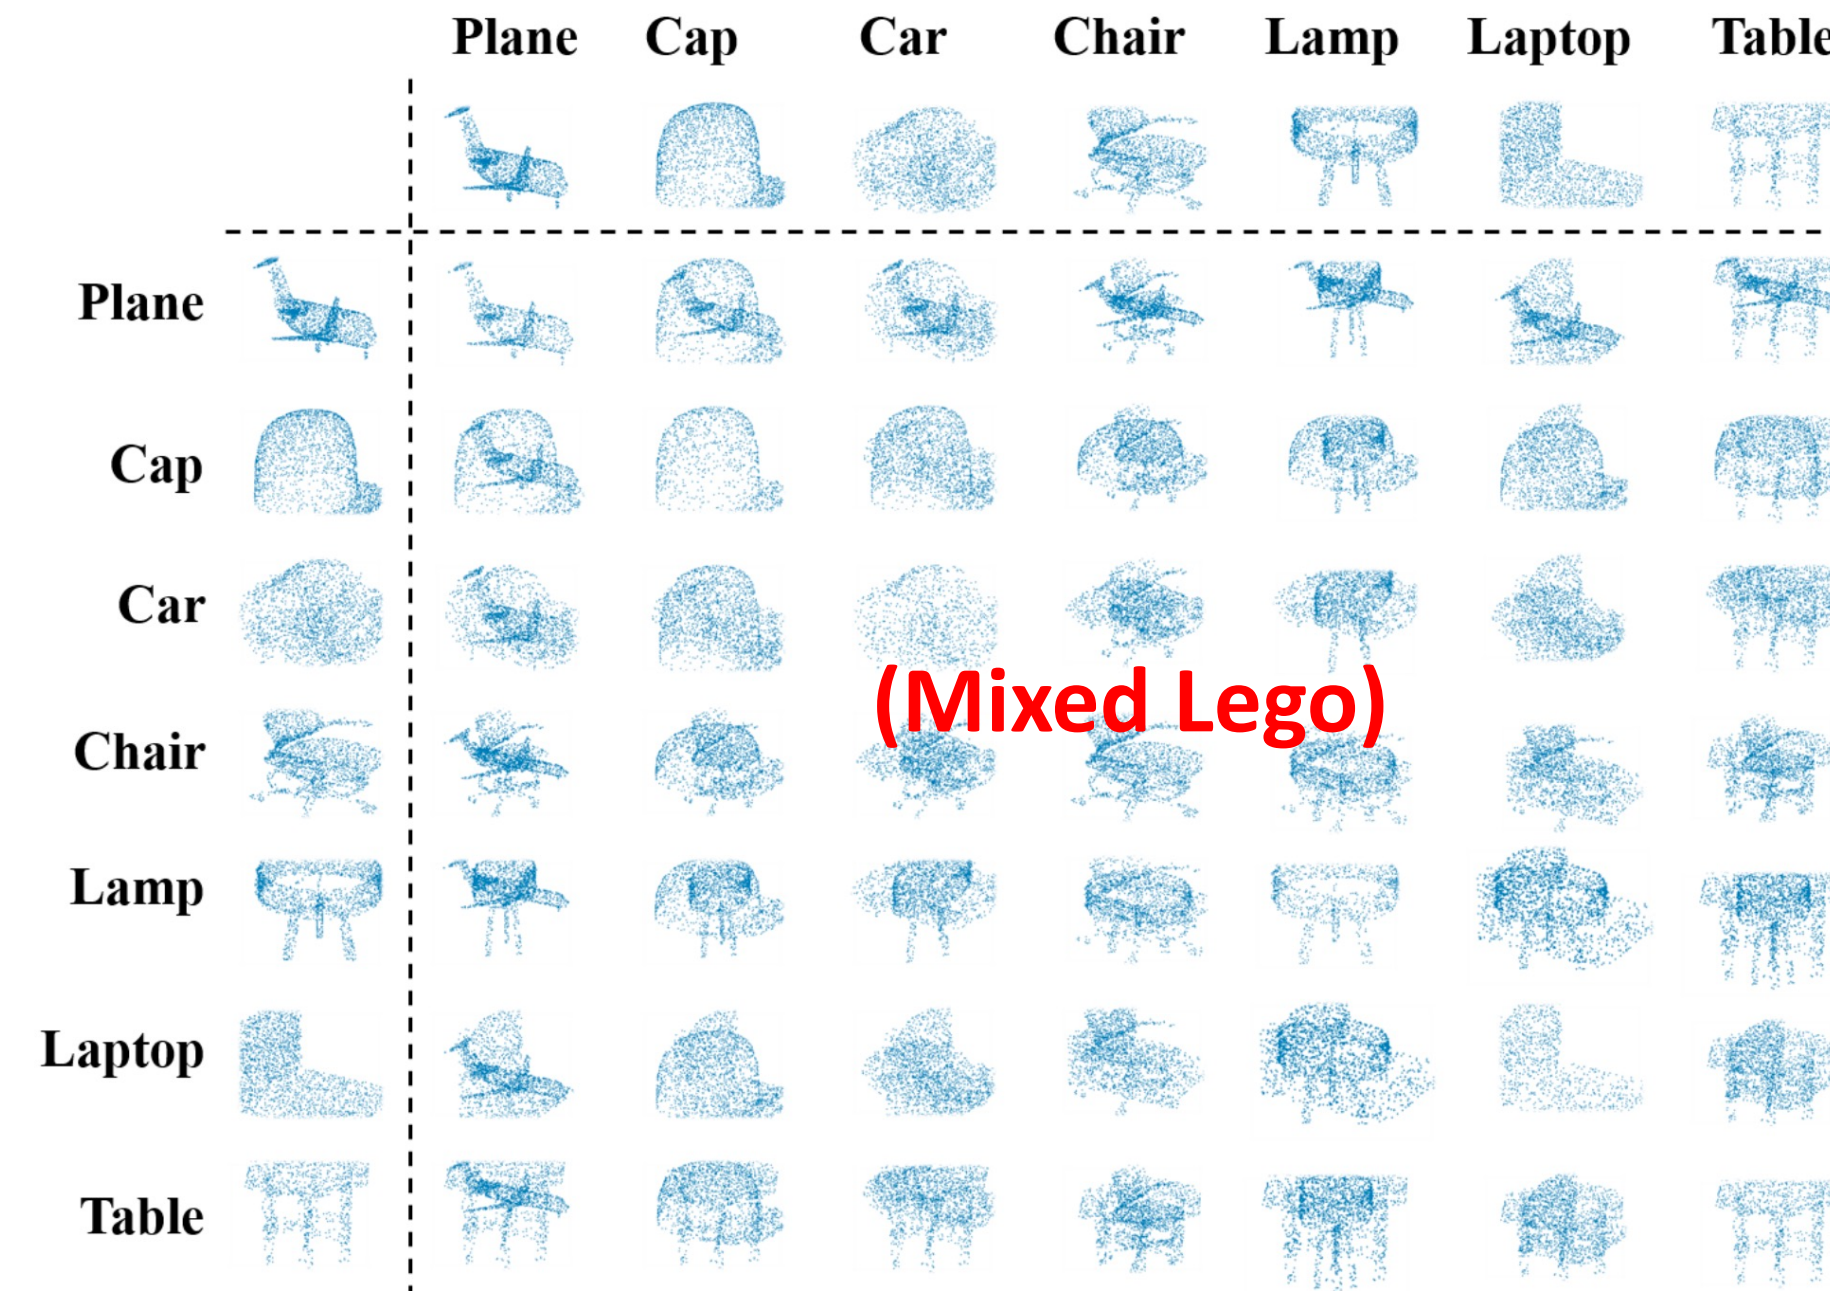 Plane Cap Car Chair Lamp Laptop Table
Plane
Cap
Car
(Mixed Lego)
Chair
Lamp
Laptop
Table